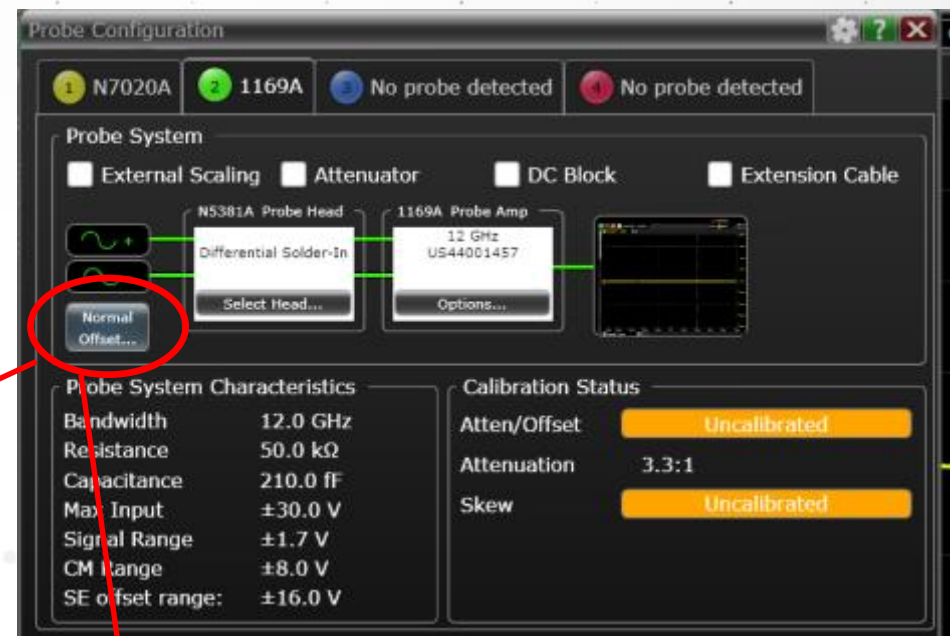 Probe Configuration
?
X
1 N7020A
2 1169A
3 No probe detected
4 No probe detected
Probe System
External Scaling
Attenuator
DC Block
Extension Cable
N5381A Probe Head
1169A Probe Amp
Differential Solder-In
12 GHz
US44001457
Select Head...
Options...
Normal
Offset...
Probe System Characteristics
Bandwidth 12.0 GHz
Resistance 50.0 kΩ
Capacitance 210.0 fF
Max Input ±30.0 V
Signal Range ±1.7 V
CM Range ±8.0 V
SE offset range: ±16.0 V
Calibration Status
Atten/Offset Uncalibrated
Attenuation 3.3:1
Skew Uncalibrated